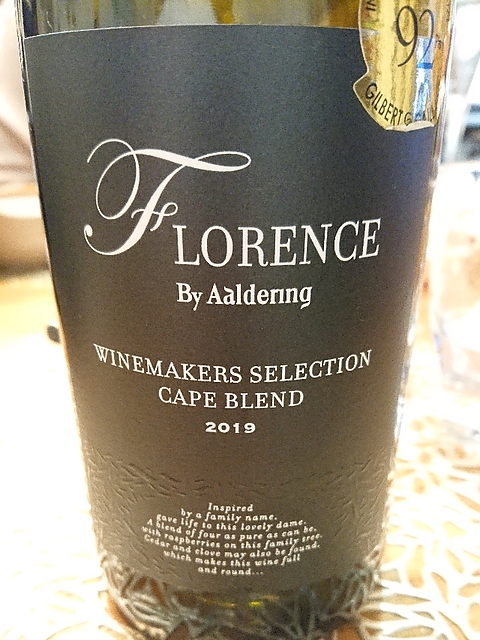 92
GILBERT G
FLORENCE
By Aaldering
WINEMAKERS SELECTION
CAPE BLEND
2019
Inspired
by a family name.
gave life to this lovely dame.
A blend of four as pure as can be.
with raspberries on this family tree.
Cedar and clove may also be found.
which makes this wine full
and round...